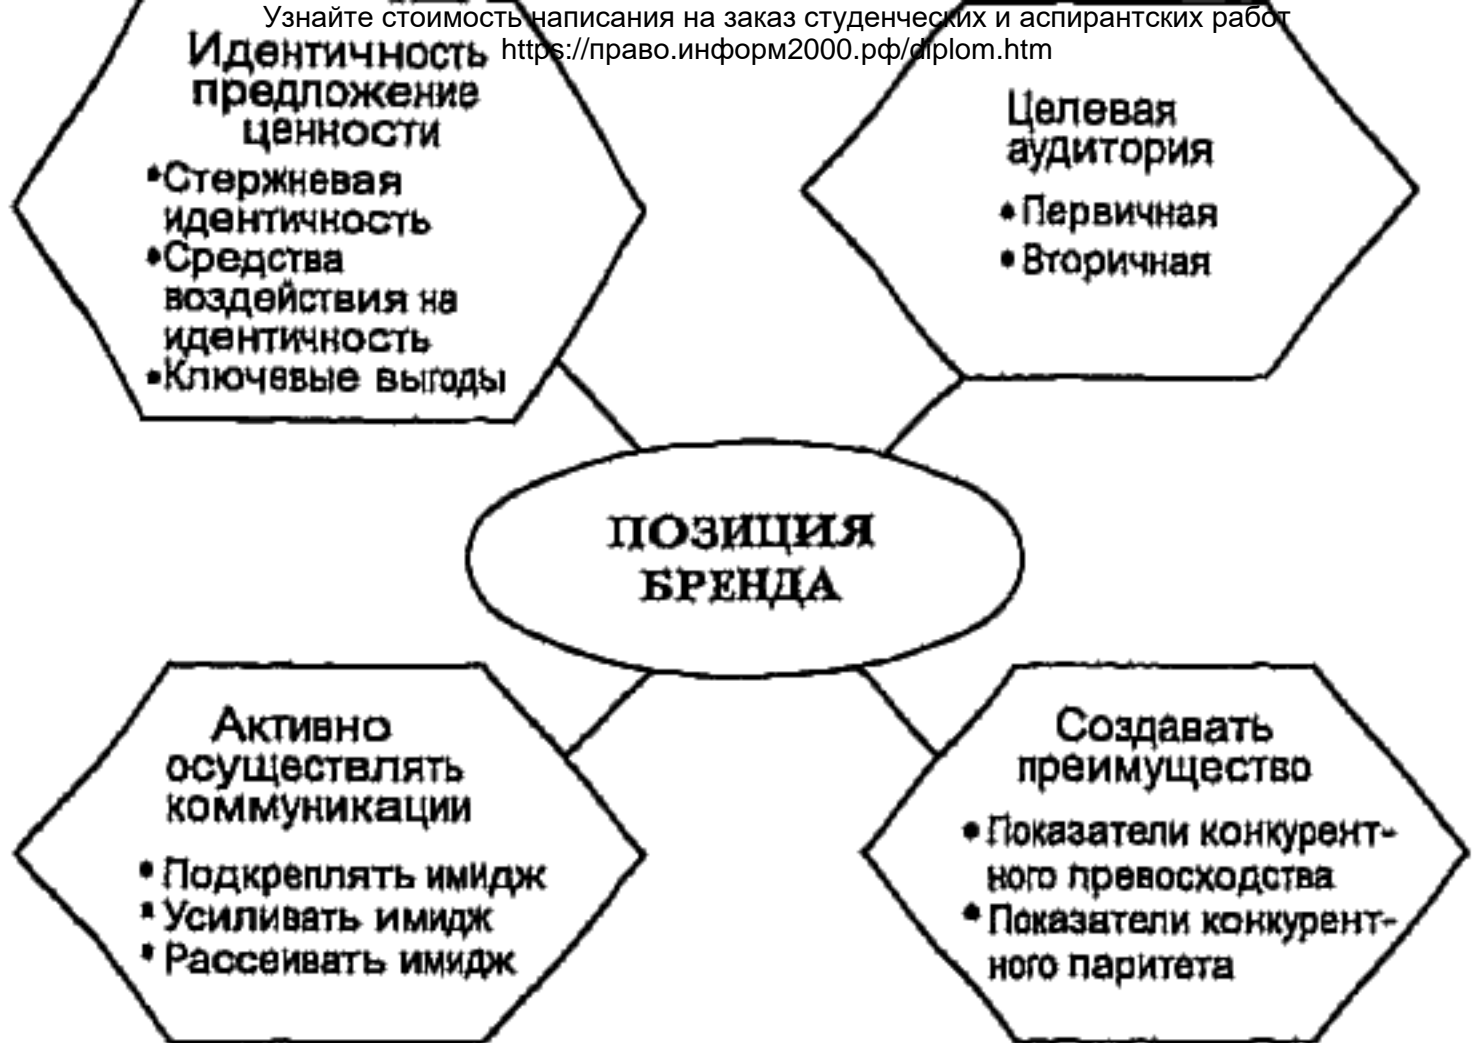 Узнайте стоимость написания на заказ студенческих и аспирантских работ
https://право.информ2000.рф/diplom.htm
Идентичность
предложение
ценности
•Стержневая
идентичность
•Средства
воздействия на
идентичность
•Ключевые выгоды
Целевая
аудитория
•Первичная
•Вторичная
ПОЗИЦИЯ
БРЕНДА
Активно
осуществлять
коммуникации
• Подкреплять имидж
• Усиливать имидж
• Рассеивать имидж
Создавать
преимущество
• Показатели конкурент-
ного превосходства
• Показатели конкурент-
ного паритета